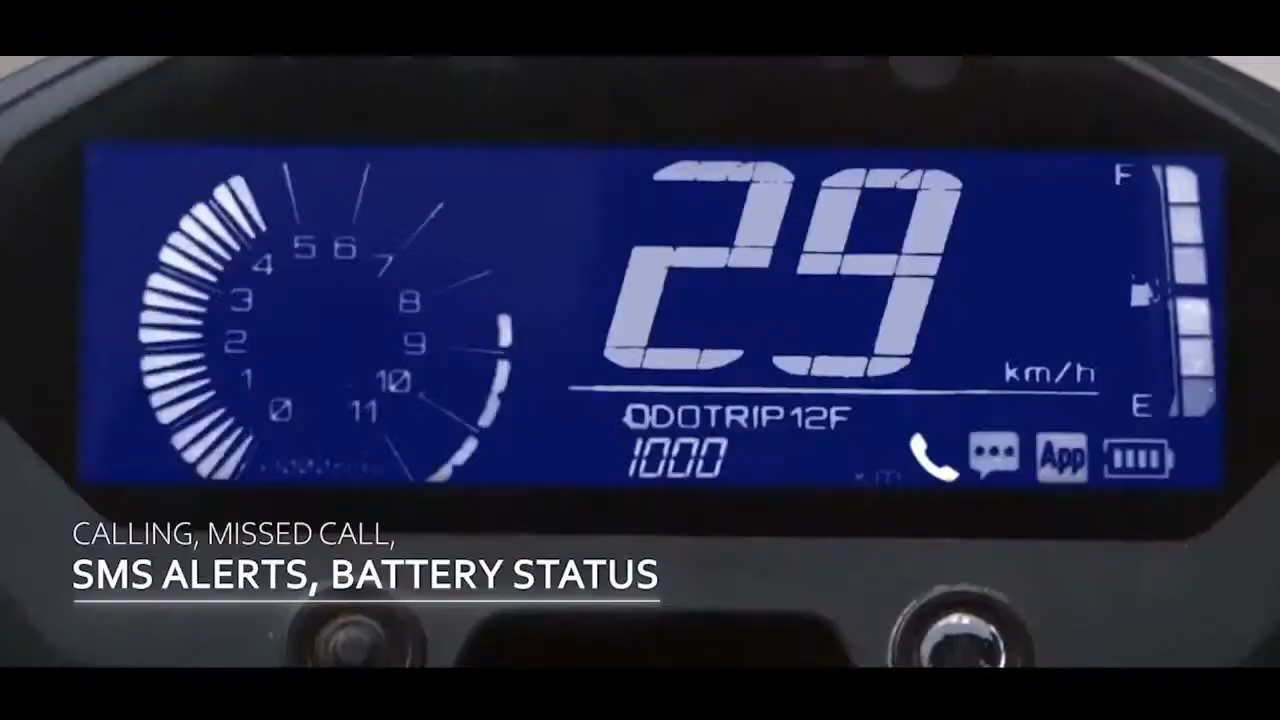 5 6
4 7
3 8
2 9
1 10
0 11
29
km/h
F
E
ODOTRIP12F
1000
App
CALLING, MISSED CALL,
SMS ALERTS, BATTERY STATUS